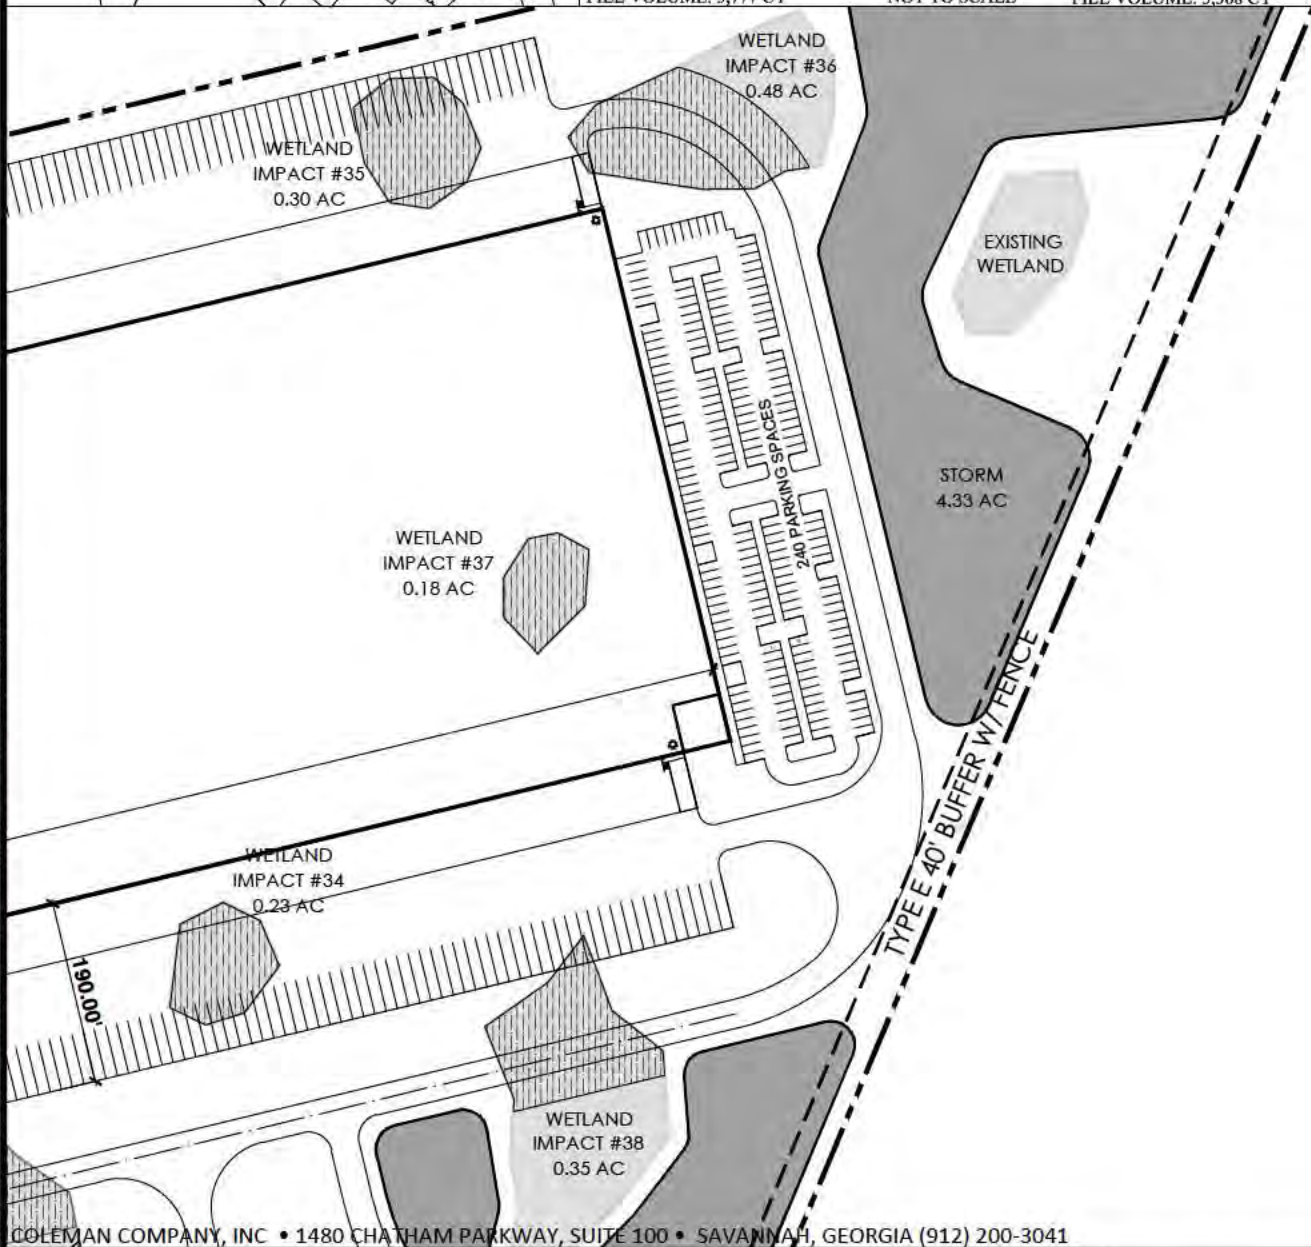 NOT TO SCALE
WETLAND
IMPACT #36
0.48 AC
WETLAND
IMPACT #35
0.30 AC
EXISTING
WETLAND
240 PARKING SPACES
STORM
4.33 AC
WETLAND
IMPACT #37
0.18 AC
TYPE E 40' BUFFER W/ FENCE
WETLAND
IMPACT #34
0.23 AC
190.00'
WETLAND
IMPACT #38
0.35 AC
COLEMAN COMPANY, INC • 1480 CHATHAM PARKWAY, SUITE 100 • SAVANNAH, GEORGIA (912) 200-3041